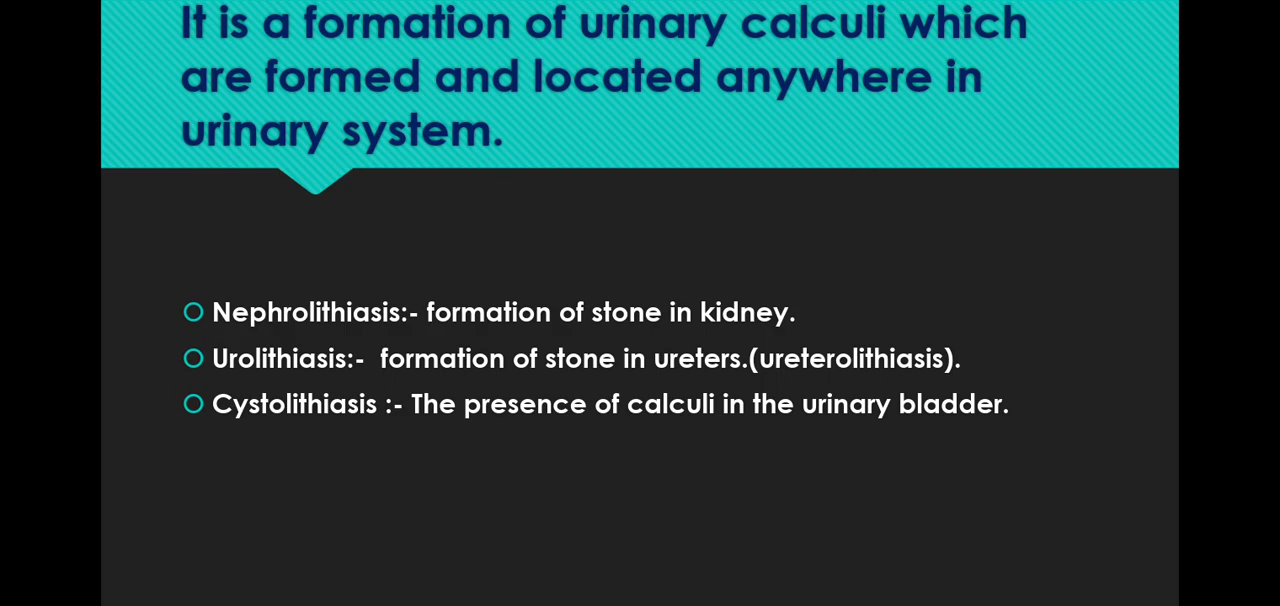 It is a formation of urinary calculi which
are formed and located anywhere in
urinary system.
Nephrolithiasis:- formation of stone in kidney.
Urolithiasis:-  formation of stone in ureters.(ureterolithiasis).
Cystolithiasis :- The presence of calculi in the urinary bladder.